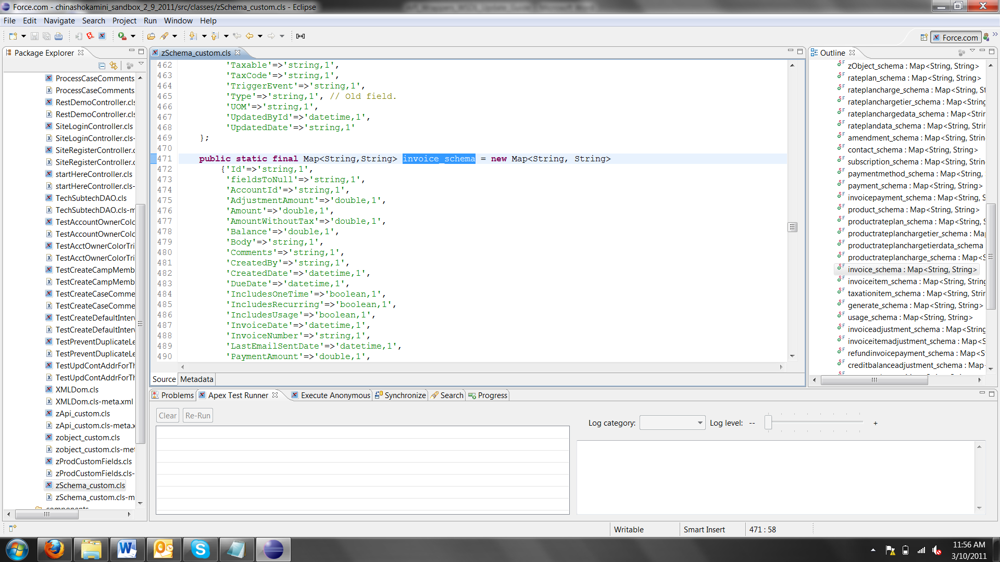 Force.com - chinashokamini_sandbox_2_9_2011/src/classes/zSchema_custom.cls - Eclipse
File Edit Navigate Search Project Run Window Help
Force.com
Package Explorer
ProcessCaseComments.
ProcessCaseComments.
RestDemoController.cls
RestDemoController.cls
SiteLoginController.cls
SiteLoginController.cls-
SiteRegisterController.
SiteRegisterController.
startHereController.cls
startHereController.cls-
TechSubtechDAO.cls
TechSubtechDAO.cls-m
TestAccountOwnerColc
TestAccountOwnerColc
TestAcctOwnerColorTri
TestAcctOwnerColorTri
TestCreateCampMemb
TestCreateCampMemb
TestCreateCaseComme
TestCreateCaseComme
TestCreateDefaultInter
TestCreateDefaultInter
TestPreventDuplicateLe
TestPreventDuplicateLe
TestUpdContAddrForTh
TestUpdContAddrForTh
XMLDom.cls
XMLDom.cls-meta.xml
zApi_custom.cls
zApi_custom.cls-meta.x
zobject_custom.cls
zobject_custom.cls-met
zProdCustomFields.cls
zProdCustomFields.cls-
zSchema_custom.cls
zSchema_custom.cls-m
components
zSchema_custom.cls
462 'Taxable'=>'string,1',
463 'TaxCode'=>'string,1',
464 'TriggerEvent'=>'string,1',
465 'Type'=>'string,1', // Old field.
466 'UOM'=>'string,1',
467 'UpdatedById'=>'datetime,1',
468 'UpdatedDate'=>'string,1'
469 };
470
471 public static final Map<String,String> invoice_schema = new Map<String, String>
472 {'Id'=>'string,1',
473 'fieldsToNull'=>'string,1',
474 'AccountId'=>'string,1',
475 'AdjustmentAmount'=>'double,1',
476 'Amount'=>'double,1',
477 'AmountWithoutTax'=>'double,1',
478 'Balance'=>'double,1',
479 'Body'=>'string,1',
480 'Comments'=>'string,1',
481 'CreatedBy'=>'string,1',
482 'CreatedDate'=>'datetime,1',
483 'DueDate'=>'datetime,1',
484 'IncludesOneTime'=>'boolean,1',
485 'IncludesRecurring'=>'boolean,1',
486 'IncludesUsage'=>'boolean,1',
487 'InvoiceDate'=>'datetime,1',
488 'InvoiceNumber'=>'string,1',
489 'LastEmailSentDate'=>'datetime,1',
490 'PaymentAmount'=>'double,1',
Source Metadata
Outline
zObject_schema : Map<String, String>
rateplan_schema : Map<String, String>
rateplancharge_schema : Map<String, St
rateplanchargetier_schema : Map<String
rateplanchargedata_schema : Map<Strin
rateplandata_schema : Map<String, Strin
amendment_schema : Map<String, Strin
contact_schema : Map<String, String>
subscription_schema : Map<String, Strin
paymentmethod_schema : Map<String, S
payment_schema : Map<String, String>
invoicepayment_schema : Map<String, S
product_schema : Map<String, String>
productrateplan_schema : Map<String, S
productrateplanchargetier_schema : Ma
productrateplanchargetierdata_schema
productrateplancharge_schema : Map<S
invoice_schema : Map<String, String>
invoiceitem_schema : Map<String, String
taxationitem_schema : Map<String, Strin
generate_schema : Map<String, String>
usage_schema : Map<String, String>
invoiceadjustment_schema : Map<String
invoiceitemadjustment_schema : Map<S
refundinvoicepayment_schema : Map<S
creditbalanceadjustment_schema : Map
Problems Apex Test Runner Execute Anonymous Synchronize Search Progress
Clear Re-Run
Log category: Log level: -- +
Writable Smart Insert 471 : 58
11:56 AM
3/10/2011